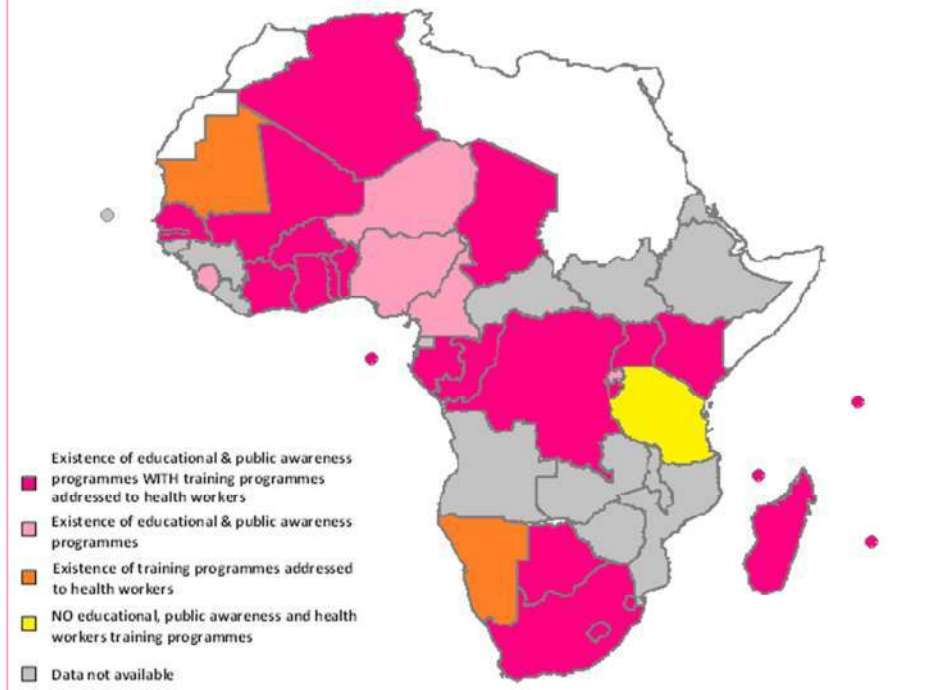 Existence of educational & public awareness
programmes WITH training programmes
addressed to health workers
Existence of educational & public awareness
programmes
Existence of training programmes addressed
to health workers
NO educational, public awareness and health
workers training programmes
Data not available